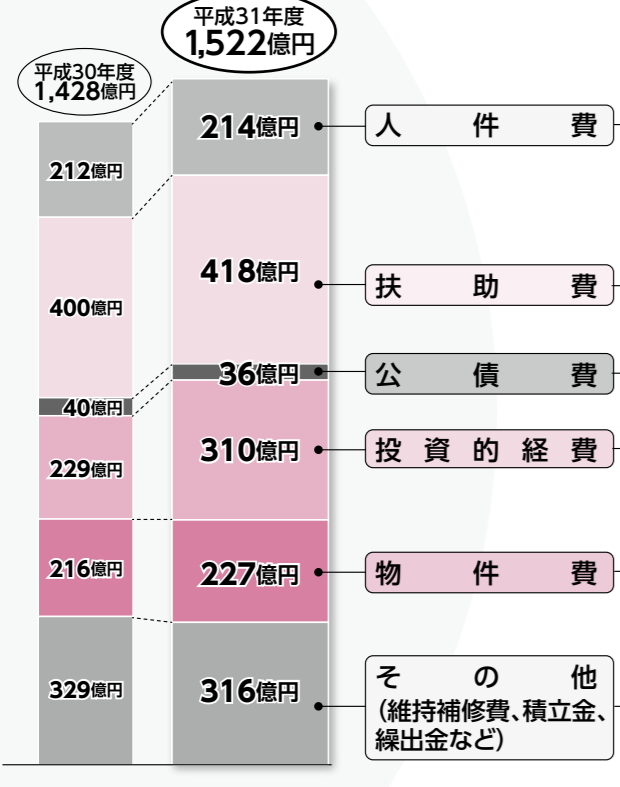 平成31年度
1,522億円
平成30年度
1,428億円
212億円
400億円
40億円
229億円
216億円
329億円
214億円
418億円
36億円
310億円
227億円
316億円
人件費
扶助費
公債費
投資的経費
物件費
その他
(維持補修費、積立金、
繰出金など)